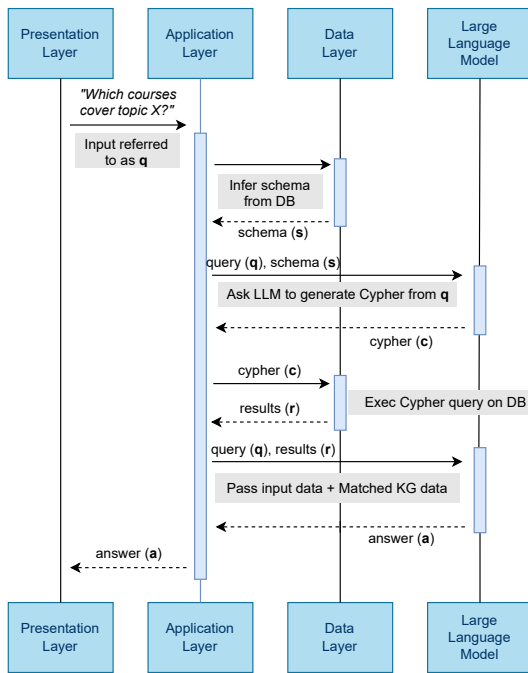 Presentation
Layer
Application
Layer
Data
Layer
Large
Language
Model
"Which courses
cover topic X?"
Input referred
to as q
Infer schema
from DB
schema (s)
query (q), schema (s)
Ask LLM to generate Cypher from q
cypher (c)
cypher (c)
Exec Cypher query on DB
results (r)
query (q), results (r)
Pass input data + Matched KG data
answer (a)
answer (a)
Presentation
Layer
Application
Layer
Data
Layer
Large
Language
Model